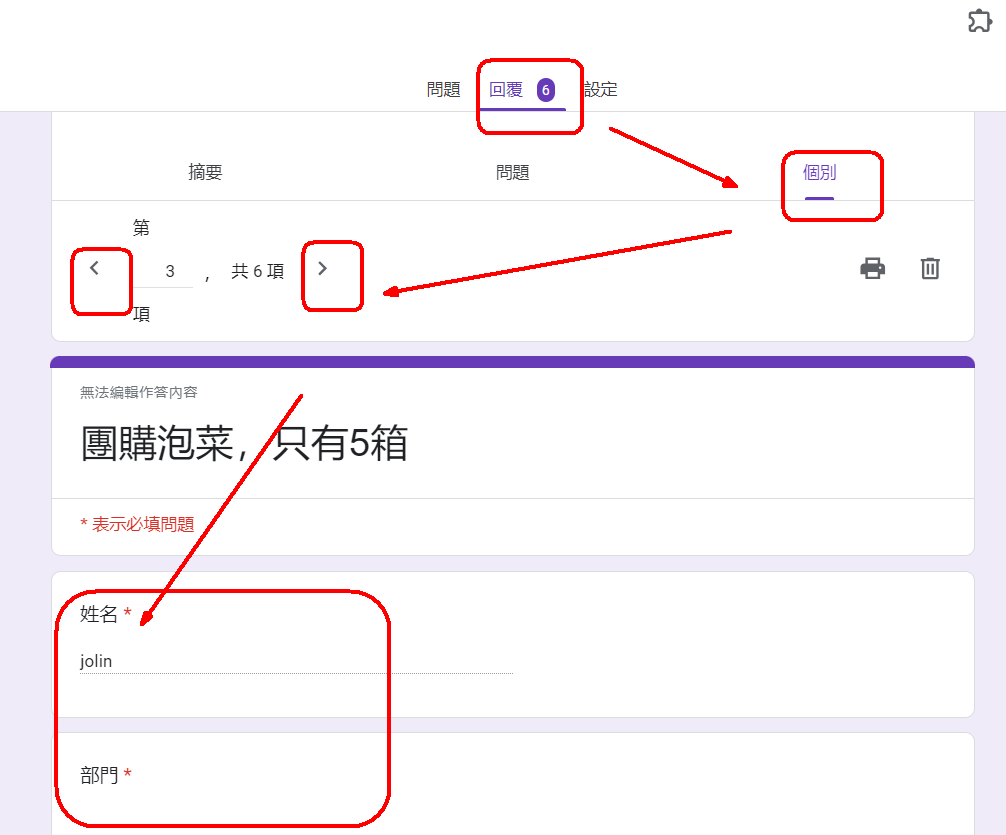 問題 回覆 6 設定
摘要 問題 個別
第
3 , 共 6 項
項
無法編輯作答內容
團購泡菜，只有5箱
* 表示必填問題
姓名 *
jolin
部門 *